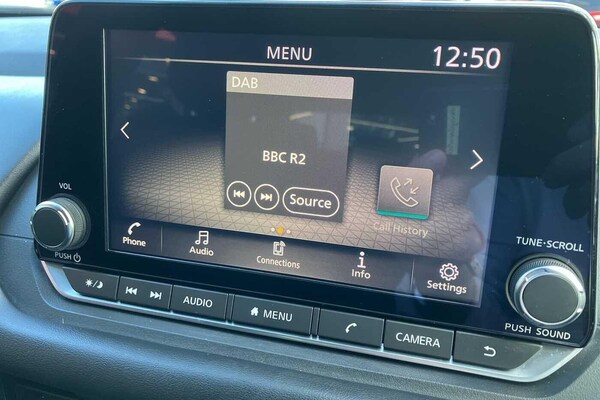 MENU
12:50
DAB
BBC R2
Source
Call History
Phone
Audio
Connections
Info
Settings
VOL
PUSH
TUNE·SCROLL
PUSH SOUND
AUDIO
MENU
CAMERA